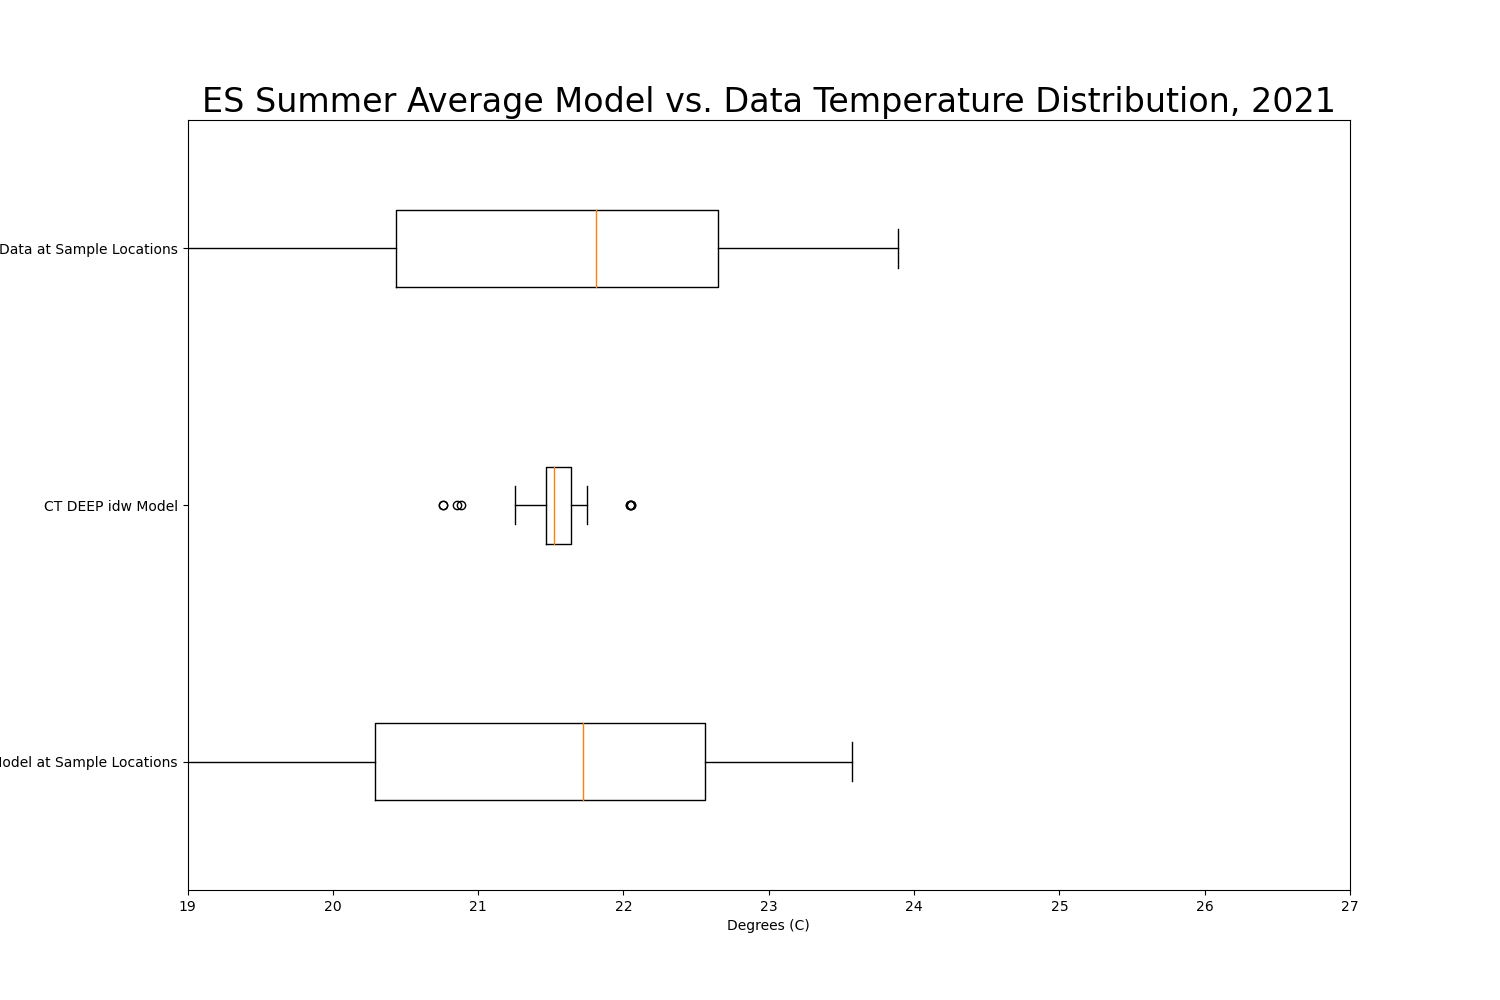 ES Summer Average Model vs. Data Temperature Distribution, 2021
Data at Sample Locations
CT DEEP idw Model
at Sample Locations
19 20 21 22 23 24 25 26 27
Degrees (C)